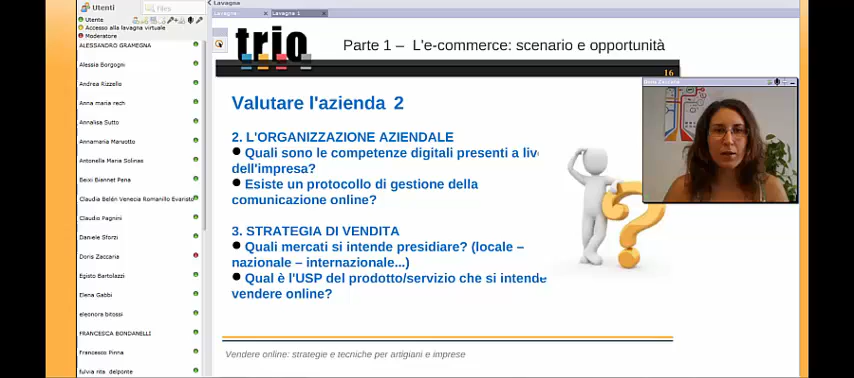 Lavagna
Utenti
Files
Lavagna 1
Utente
Accesso alla lavagna virtuale
Moderatore
ALESSANDRO GRAMEGNA
Alessia Borgogni
Andrea Rizzello
Anna maria rech
Annalisa Sutto
Annamaria Maruotto
Antonella Maria Solinas
Beixi Biannet Pena
Claudia Belén Venecia Romanillo Evaristo
Claudio Pagnini
Daniele Sforzi
Doris Zaccaria
Egisto Bartolazzi
Elena Gabbi
eleonora bitossi
FRANCESCA BONDANELLI
Francesco Pinna
fulvia rita delponte
trio
Parte 1 – L'e-commerce: scenario e opportunità
16
Doris Zaccaria
Valutare l'azienda 2
2. L'ORGANIZZAZIONE AZIENDALE
Quali sono le competenze digitali presenti a live
dell'impresa?
Esiste un protocollo di gestione della
comunicazione online?
3. STRATEGIA DI VENDITA
Quali mercati si intende presidiare? (locale –
nazionale – internazionale...)
Qual è l'USP del prodotto/servizio che si intende
vendere online?
Vendere online: strategie e tecniche per artigiani e imprese